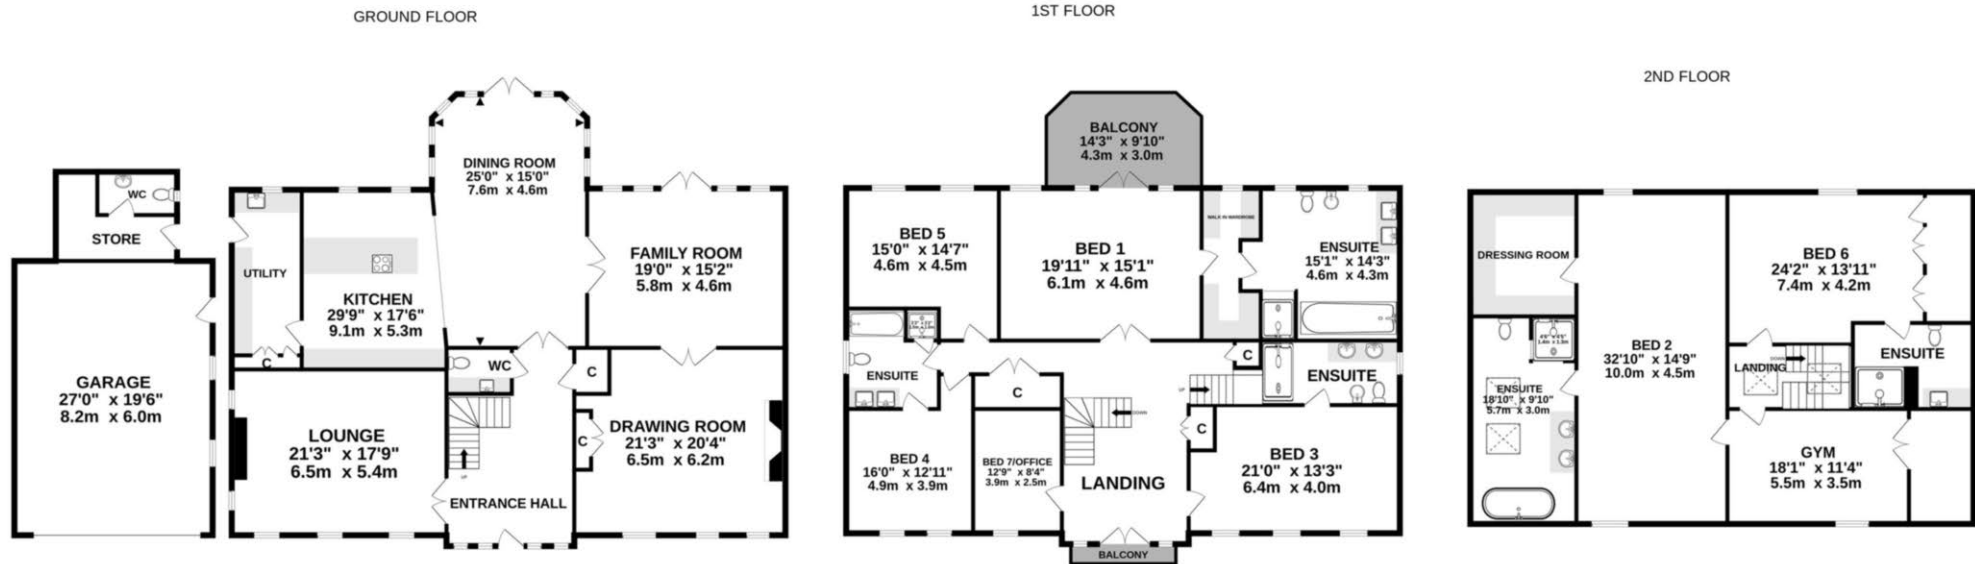 GROUND FLOOR
WC
STORE
GARAGE
27'0" x 19'6"
8.2m x 6.0m
UTILITY
C
KITCHEN
29'9" x 17'6"
9.1m x 5.3m
DINING ROOM
25'0" x 15'0"
7.6m x 4.6m
FAMILY ROOM
19'0" x 15'2"
5.8m x 4.6m
WC
C
C
LOUNGE
21'3" x 17'9"
6.5m x 5.4m
UP
ENTRANCE HALL
DRAWING ROOM
21'3" x 20'4"
6.5m x 6.2m
1ST FLOOR
BALCONY
14'3" x 9'10"
4.3m x 3.0m
BED 5
15'0" x 14'7"
4.6m x 4.5m
BED 1
19'11" x 15'1"
6.1m x 4.6m
WALK IN WARDROBE
ENSUITE
15'1" x 14'3"
4.6m x 4.3m
ENSUITE
C
C
UP
DOWN
ENSUITE
C
BED 4
16'0" x 12'11"
4.9m x 3.9m
BED 7/OFFICE
12'9" x 8'4"
3.9m x 2.5m
LANDING
BED 3
21'0" x 13'3"
6.4m x 4.0m
BALCONY
2ND FLOOR
DRESSING ROOM
BED 2
32'10" x 14'9"
10.0m x 4.5m
ENSUITE
18'10" x 9'10"
5.7m x 3.0m
BED 6
24'2" x 13'11"
7.4m x 4.2m
DOWN
LANDING
ENSUITE
GYM
18'1" x 11'4"
5.5m x 3.5m